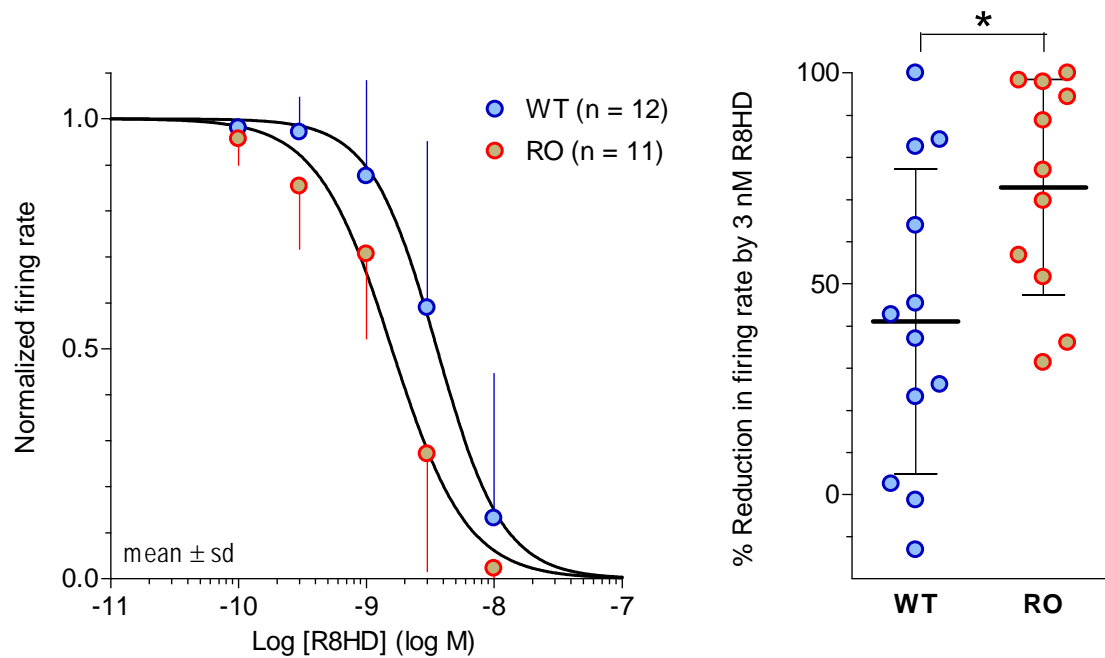 Normalized firing rate
1.0
0.5
0.0
-11
-10
-9
-8
-7
Log [R8HD] (log M)
mean ± sd
WT (n = 12)
RO (n = 11)
% Reduction in firing rate by 3 nM R8HD
100
50
0
*
WT
RO